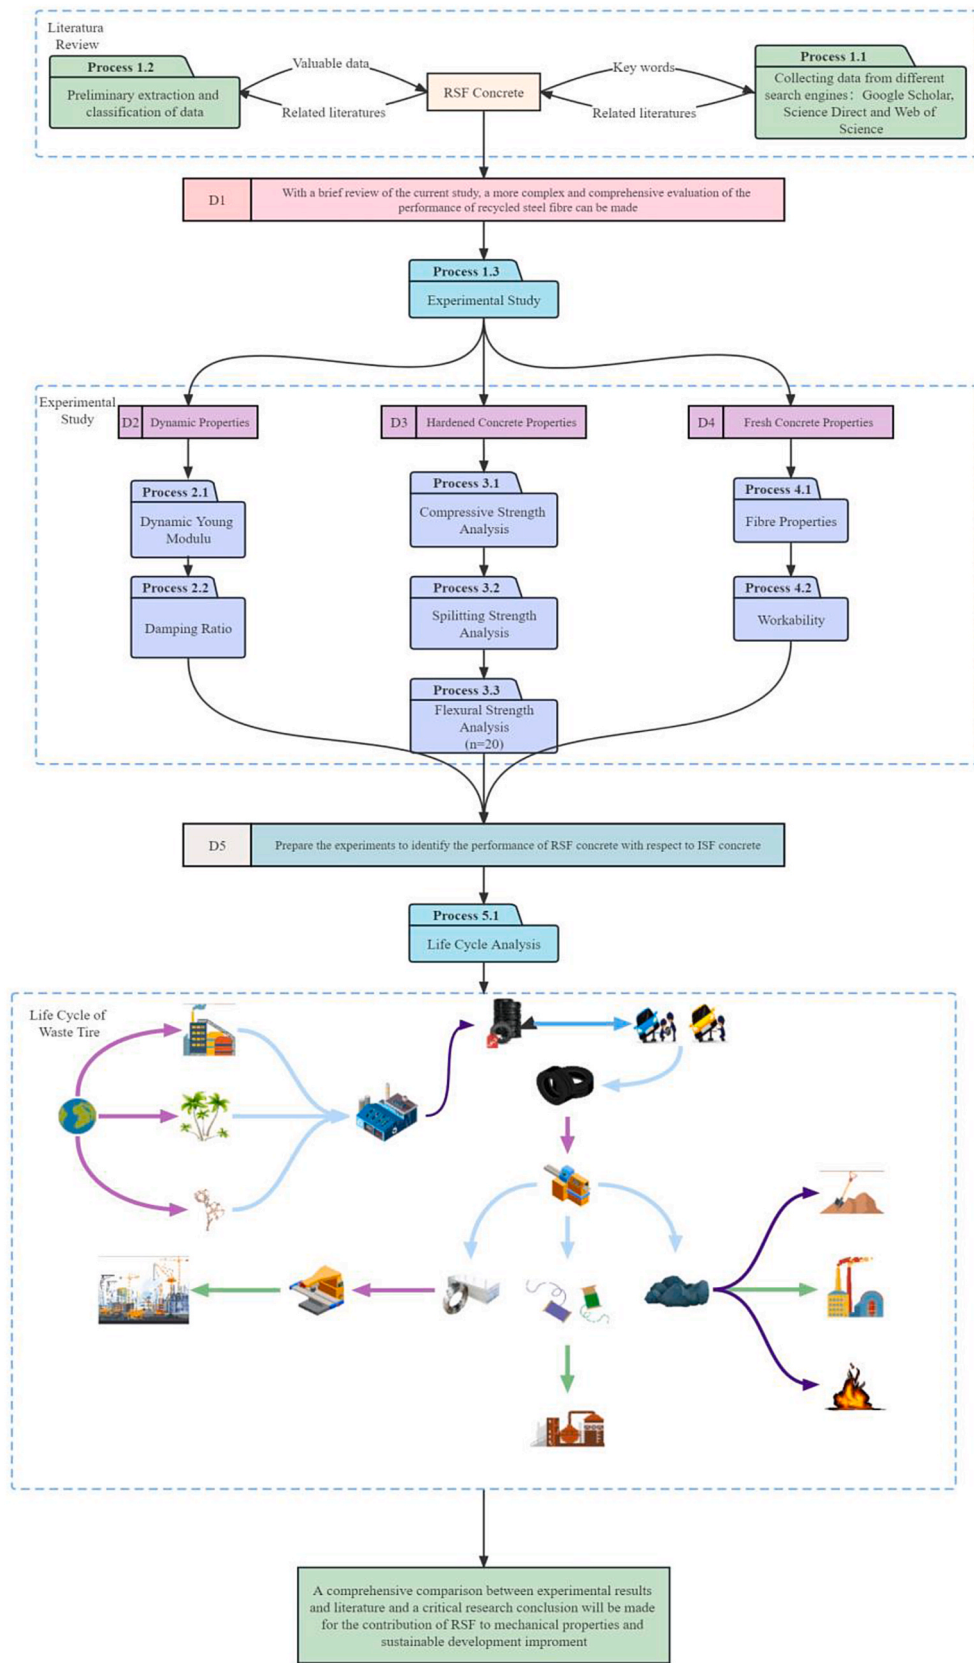 Literatura
Review
Process 1.2
Preliminary extraction and
classification of data
Valuable data
Related literatures
RSF Concrete
Key words
Related literatures
Process 1.1
Collecting data from different
search engines：Google Scholar,
Science Direct and Web of
Science
D1
With a brief review of the current study, a more complex and comprehensive evaluation of the
performance of recycled steel fibre can be made
Process 1.3
Experimental Study
Experimental
Study
D2
Dynamic Properties
D3
Hardened Concrete Properties
D4
Fresh Concrete Properties
Process 2.1
Dynamic Young
Modulu
Process 2.2
Damping Ratio
Process 3.1
Compressive Strength
Analysis
Process 3.2
Spilitting Strength
Analysis
Process 3.3
Flexural Strength
Analysis
(n=20)
Process 4.1
Fibre Properties
Process 4.2
Workability
D5
Prepare the experiments to identify the performance of RSF concrete with respect to ISF concrete
Process 5.1
Life Cycle Analysis
Life Cycle of
Waste Tire
A comprehensive comparison between experimental results
and literature and a critical research conclusion will be made
for the contribution of RSF to mechanical properties and
sustainable development improment